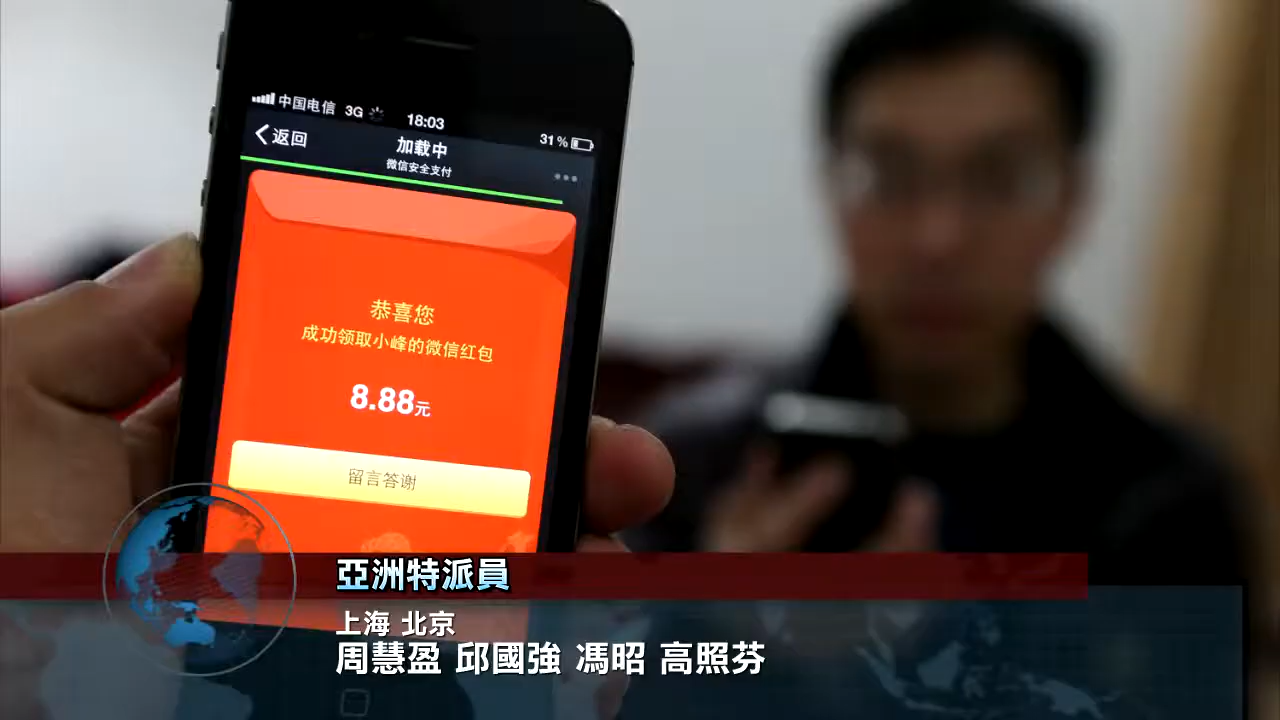 中国电信 3G 18:03 31%
返回 加载中
微信安全支付
恭喜您
成功领取小峰的微信红包
8.88元
留言答谢
亞洲特派員
上海 北京
周慧盈 邱國強 馮昭 高照芬